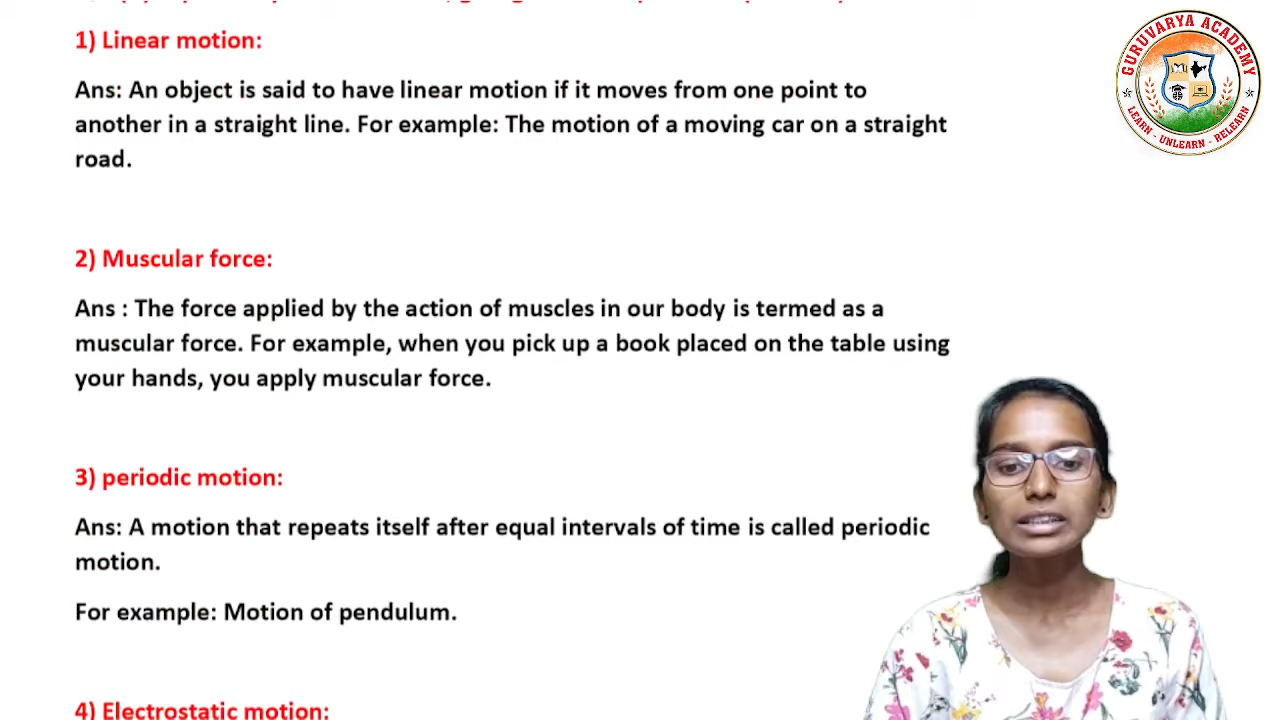 1) Linear motion:
Ans: An object is said to have linear motion if it moves from one point to
another in a straight line. For example: The motion of a moving car on a straight
road.
2) Muscular force:
Ans : The force applied by the action of muscles in our body is termed as a
muscular force. For example, when you pick up a book placed on the table using
your hands, you apply muscular force.
3) periodic motion:
Ans: A motion that repeats itself after equal intervals of time is called periodic
motion.
For example: Motion of pendulum.
4) Electrostatic motion:
GURUVARYA ACADEMY
LEARN - UNLEARN - RELEARN